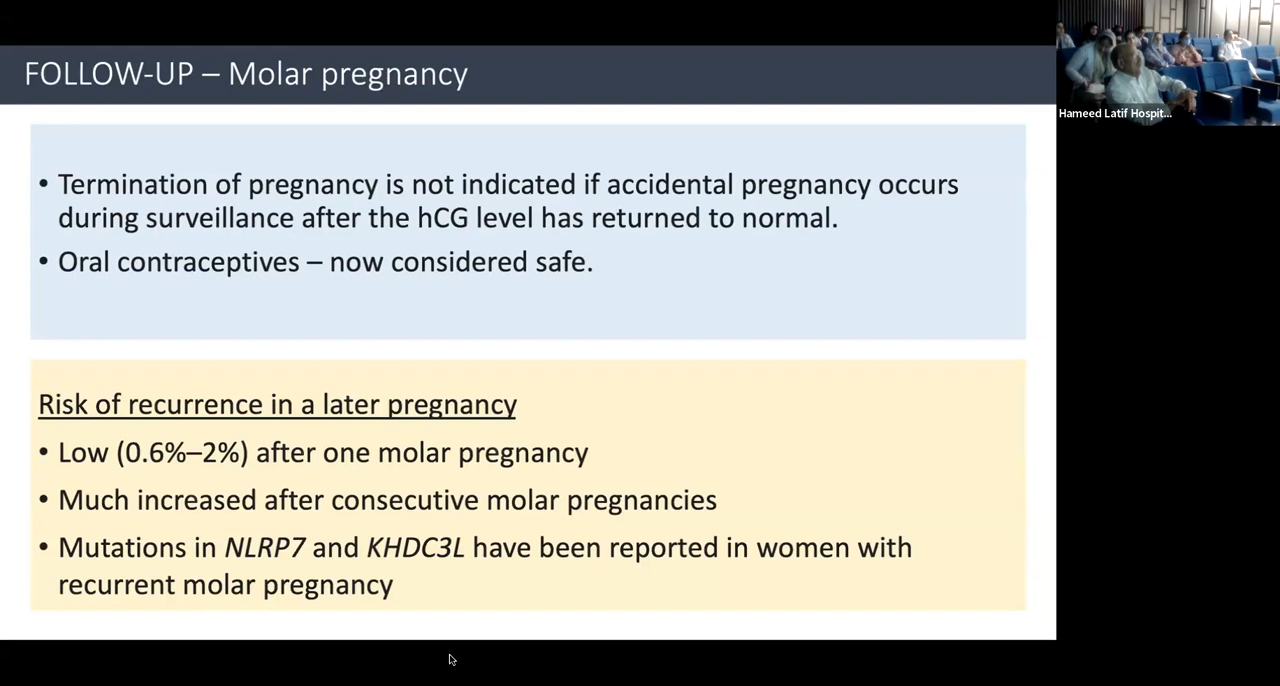 FOLLOW-UP – Molar pregnancy
Hameed Latif Hospit...
• Termination of pregnancy is not indicated if accidental pregnancy occurs
during surveillance after the hCG level has returned to normal.
• Oral contraceptives – now considered safe.
Risk of recurrence in a later pregnancy
• Low (0.6%–2%) after one molar pregnancy
• Much increased after consecutive molar pregnancies
• Mutations in NLRP7 and KHDC3L have been reported in women with
recurrent molar pregnancy